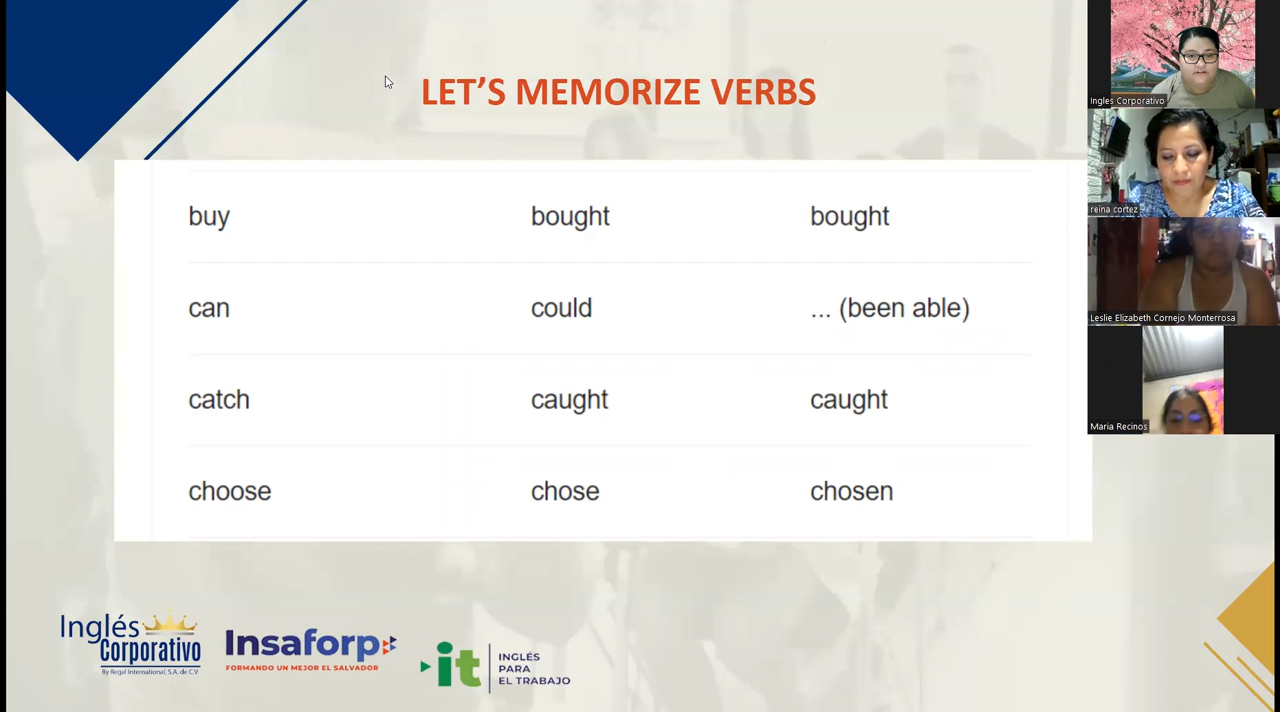 LET'S MEMORIZE VERBS
buy bought bought
can could ... (been able)
catch caught caught
choose chose chosen
Inglés
Corporativo
By Regal International, S.A. de C.V.
Insaforp
FORMANDO UN MEJOR EL SALVADOR
it
INGLÉS
PARA
EL TRABAJO
Ingles Corporativo
reina cortez
Leslie Elizabeth Cornejo Monterrosa
Maria Recinos